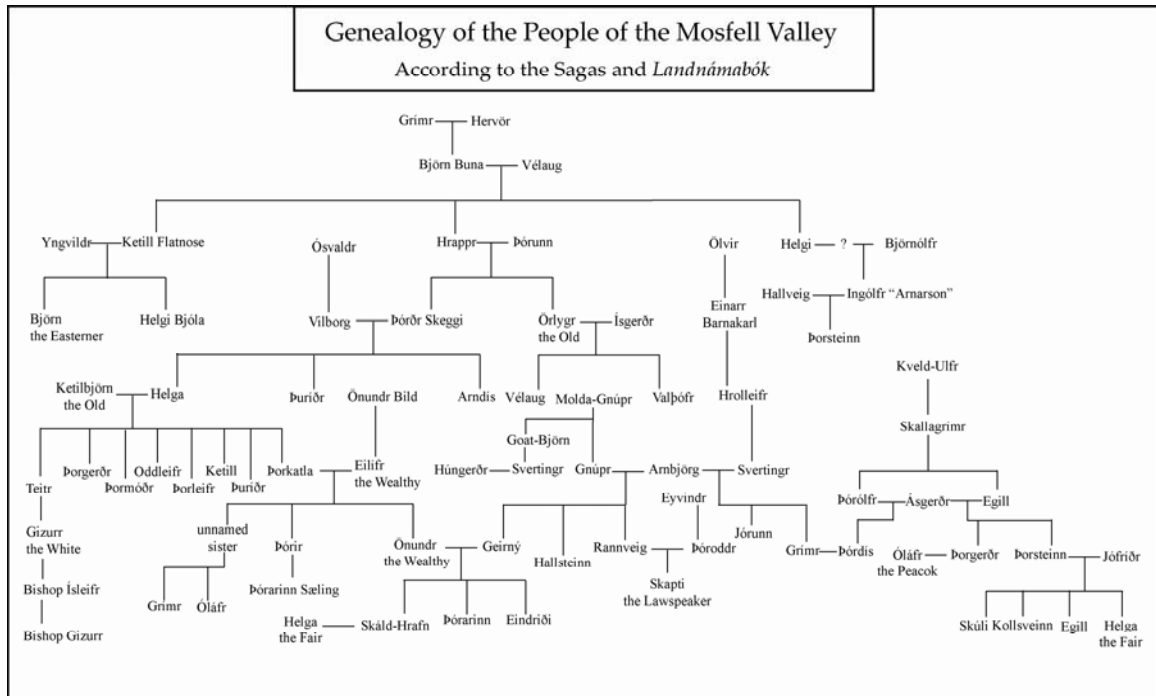 Genealogy of the People of the Mosfell Valley
According to the Sagas and Landnámabók
Grímr Hervör
Björn Buna Vélaug
Yngvildr Ketill Flatnose Ósvaldr Hrappr Þórunn Ölvir Helgi ? Björnólfr
Hallveig Ingólfr “Arnarson”
Björn
the Easterner
Helgi Bjóla
Vilborg Þórðr Skeggi
Örlygr
the Old
Ísgerðr
Einarr
Barnakarl
Þorsteinn
Kveld-Ulfr
Ketilbjörn
the Old
Helga
Þuríðr Önundr Bíld Arndís Vélaug Molda-Gnúpr Valþófr Hrolleifr
Skallagrímr
Goat-Björn
Teitr
Þorgerðr
Þormóðr
Oddleifr
Þorleifr
Ketill
Þuríðr
Þorkatla
Eilífr
the Wealthy
Húngerðr Svertingr Gnúpr Arnbjörg Svertingr
Þórólfr Ásgerðr Egill
Gizurr
the White
unnamed
sister
Þórir
Önundr
the Wealthy
Geirný
Hallsteinn
Rannveig
Eyvindr
Þóroddr
Jórunn
Grímr Þórdís
Óláfr
the Peacok
Þorgerðr
Þorsteinn Jófríðr
Bishop Ísleifr
Grímr Óláfr
Þórarinn Sæling
Skapti
the Lawspeaker
Bishop Gizurr
Helga
the Fair
Skáld-Hrafn Þórarinn Eindriði
Skúli Kollsveinn Egill Helga
the Fair